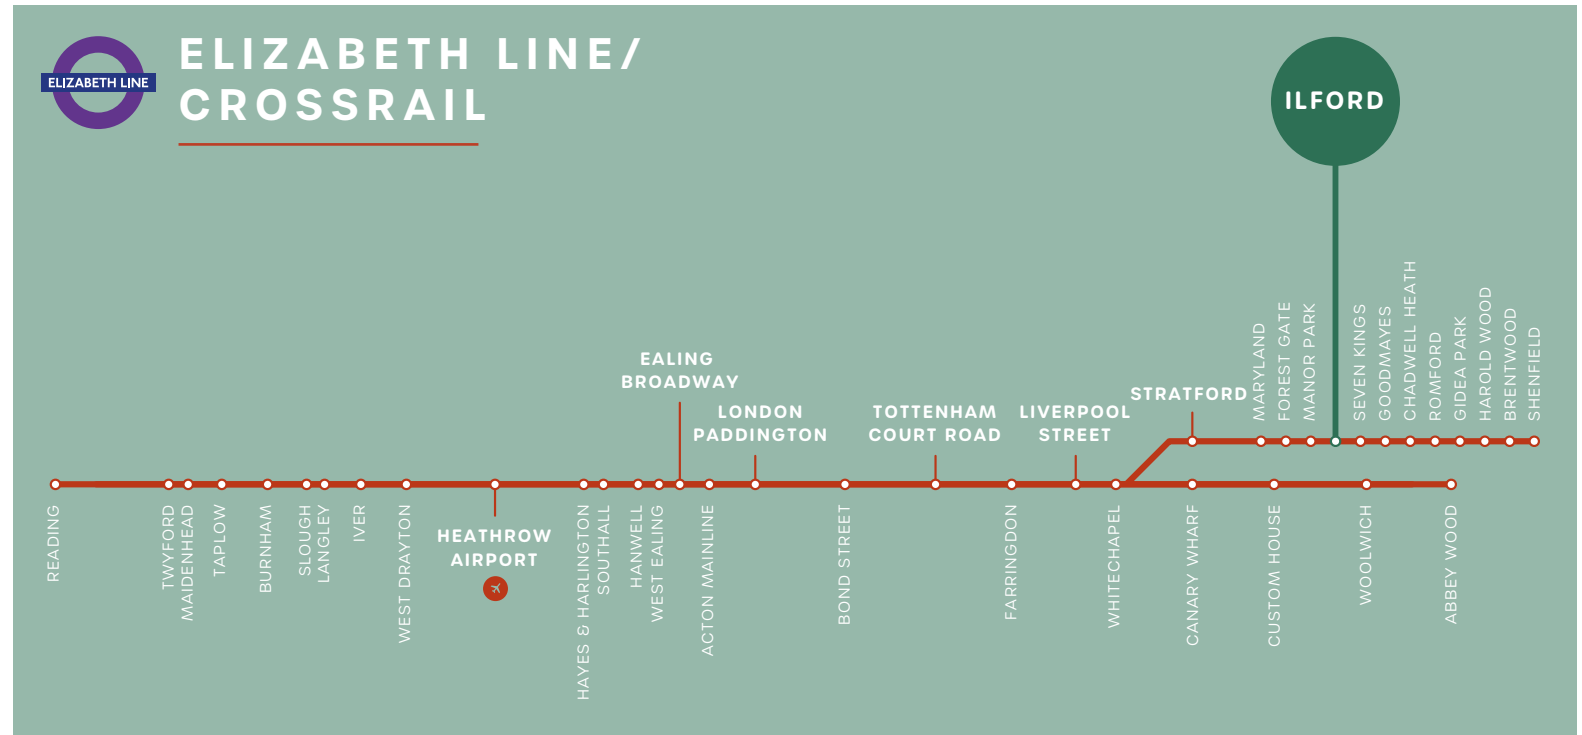 ELIZABETH LINE
ELIZABETH LINE/
CROSSRAIL
ILFORD
EALING
BROADWAY
LONDON
PADDINGTON
TOTTENHAM
COURT ROAD
LIVERPOOL
STREET
STRATFORD
MARYLAND
FOREST GATE
MANOR PARK
SEVEN KINGS
GOODMAYES
CHADWELL HEATH
ROMFORD
GIDEA PARK
HAROLD WOOD
BRENTWOOD
SHENFIELD
READING
TWYFORD
MAIDENHEAD
TAPLOW
BURNHAM
SLOUGH
LANGLEY
IVER
WEST DRAYTON
HEATHROW
AIRPORT
HAYES & HARLINGTON
SOUTHALL
HANWELL
WEST EALING
ACTON MAINLINE
BOND STREET
FARRINGDON
WHITECHAPEL
CANARY WHARF
CUSTOM HOUSE
WOOLWICH
ABBEY WOOD